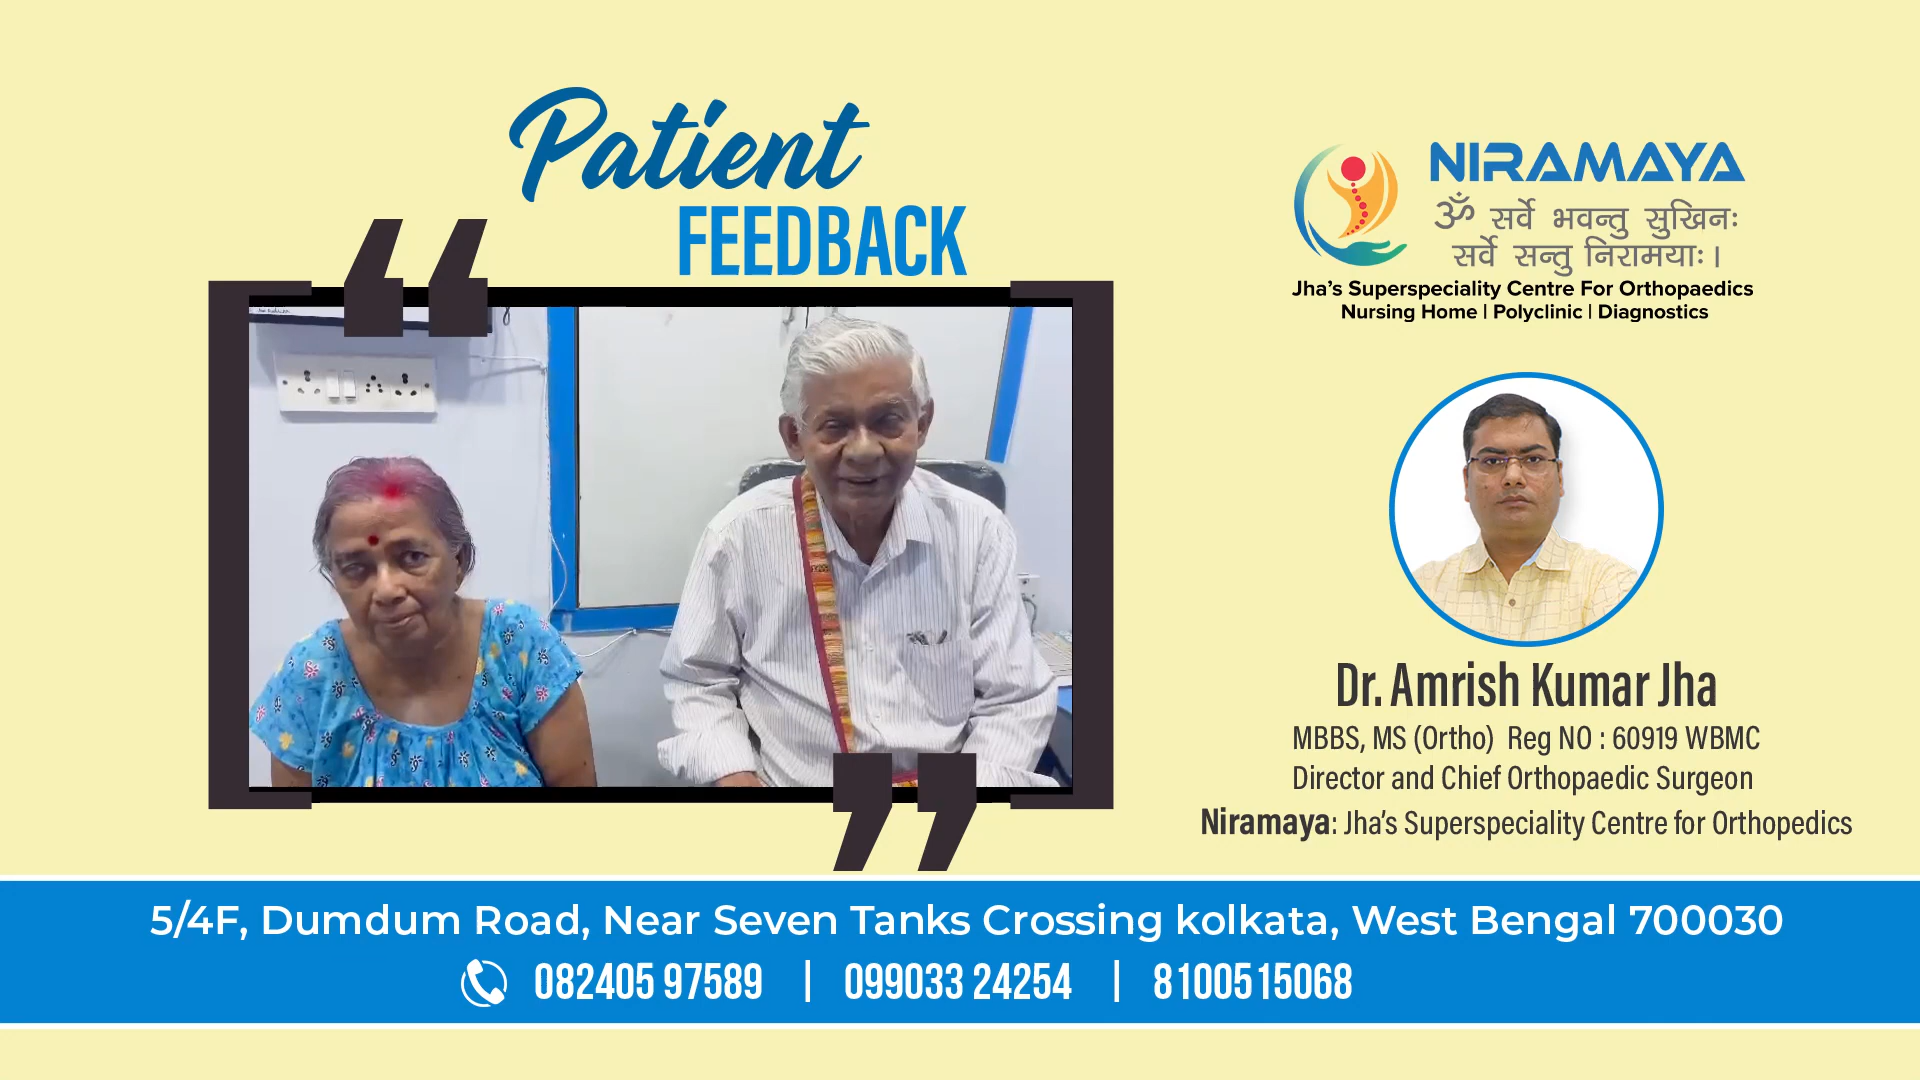 Patient
FEEDBACK
NIRAMAYA
ॐ सर्वे भवन्तु सुखिनः
सर्वे सन्तु निरामयाः।
Jha's Superspeciality Centre For Orthopaedics
Nursing Home | Polyclinic | Diagnostics
Dr. Amrish Kumar Jha
MBBS, MS (Ortho) Reg NO : 60919 WBMC
Director and Chief Orthopaedic Surgeon
Niramaya: Jha's Superspeciality Centre for Orthopedics
5/4F, Dumdum Road, Near Seven Tanks Crossing kolkata, West Bengal 700030
082405 97589 | 099033 24254 | 8100515068